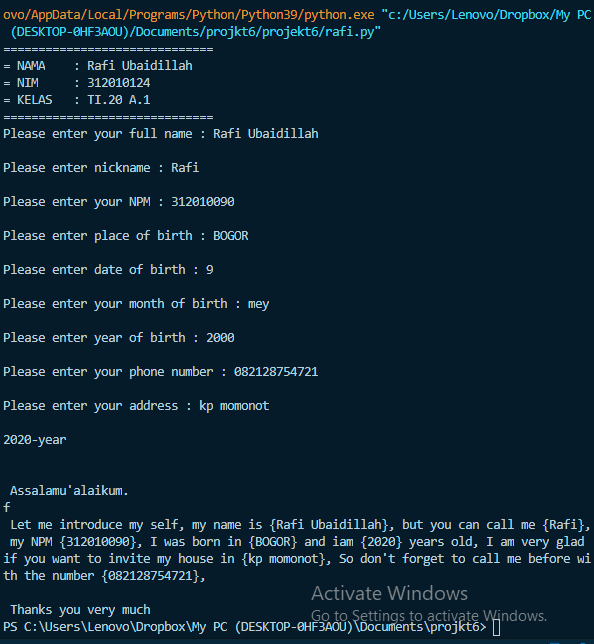 ovo/AppData/Local/Programs/Python/Python39/python.exe "c:/Users/Lenovo/Dropbox/My PC
(DESKTOP-0HF3AOU)/Documents/projkt6/projekt6/rafi.py"
==============================
= NAMA    : Rafi Ubaidillah
= NIM     : 312010124
= KELAS   : TI.20 A.1
==============================
Please enter your full name : Rafi Ubaidillah
Please enter nickname : Rafi
Please enter your NPM : 312010090
Please enter place of birth : BOGOR
Please enter date of birth : 9
Please enter your month of birth : mey
Please enter year of birth : 2000
Please enter your phone number : 082128754721
Please enter your address : kp momonot
2020-year
Assalamu'alaikum.
f
Let me introduce my self, my name is {Rafi Ubaidillah}, but you can call me {Rafi},
my NPM {312010090}, I was born in {BOGOR} and iam {2020} years old, I am very glad
if you want to invite my house in {kp momonot}, So don't forget to call me before wi
th the number {082128754721},
Thanks you very much
PS C:\Users\Lenovo\Dropbox\My PC (DESKTOP-0HF3AOU)\Documents\projkt6>
Activate Windows
Go to Settings to activate Windows.